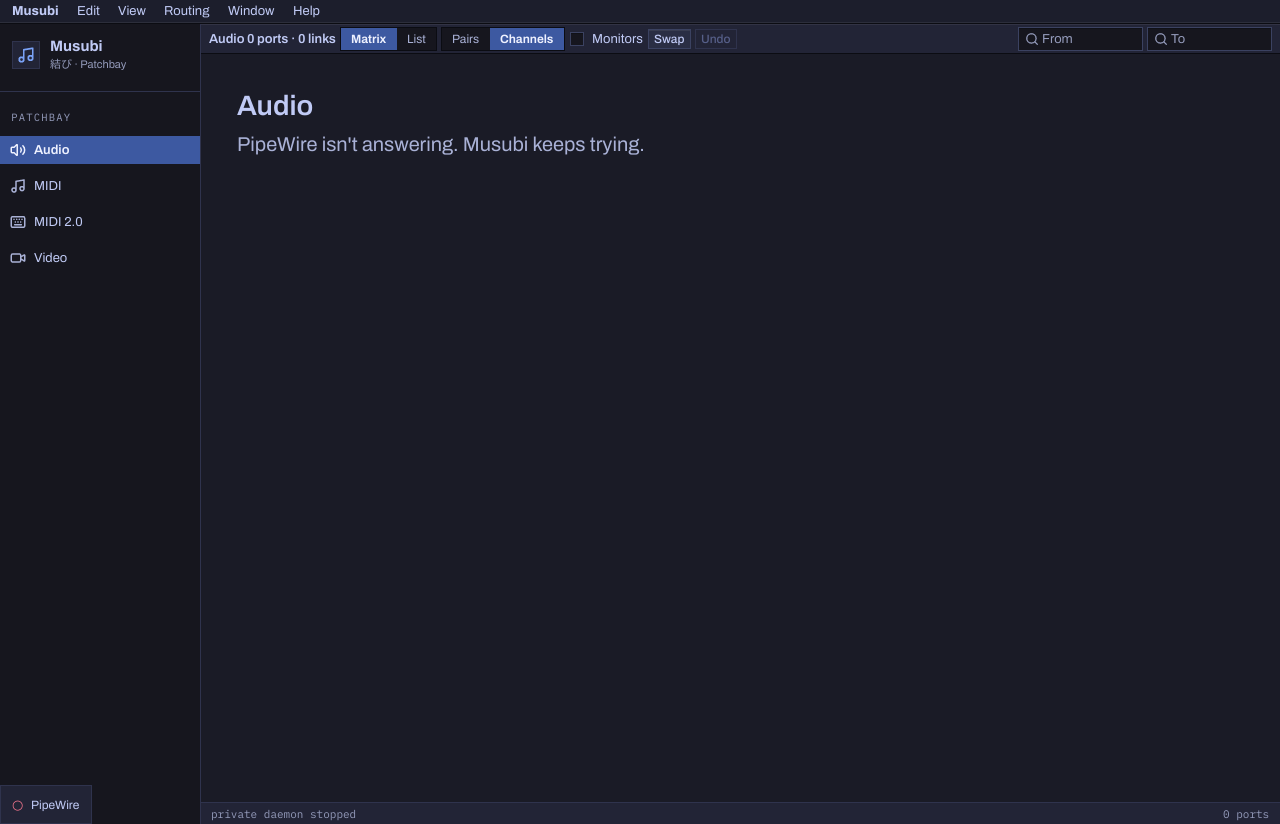 Musubi Edit View Routing Window Help
Musubi
結び · Patchbay
PATCHBAY
Audio
MIDI
MIDI 2.0
Video
PipeWire
Audio 0 ports · 0 links Matrix List Pairs Channels Monitors Swap Undo From To
Audio
PipeWire isn't answering. Musubi keeps trying.
private daemon stopped 0 ports